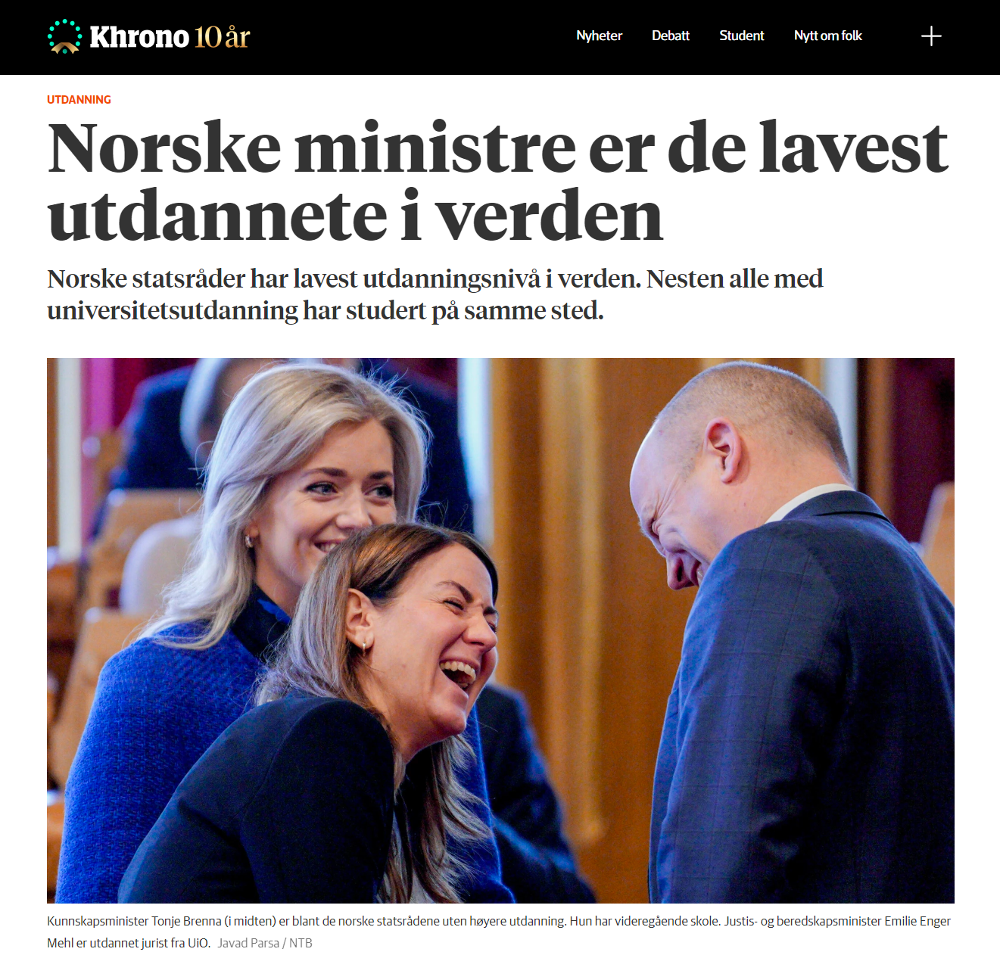 Khrono 10 år
Nyheter Debatt Student Nytt om folk
UTDANNING
Norske ministre er de lavest
utdannete i verden
Norske statsråder har lavest utdanningsnivå i verden. Nesten alle med
universitetsutdanning har studert på samme sted.
Kunnskapsminister Tonje Brenna (i midten) er blant de norske statsrådene uten høyere utdanning. Hun har videregående skole. Justis- og beredskapsminister Emilie Enger
Mehl er utdannet jurist fra UiO. Javad Parsa / NTB